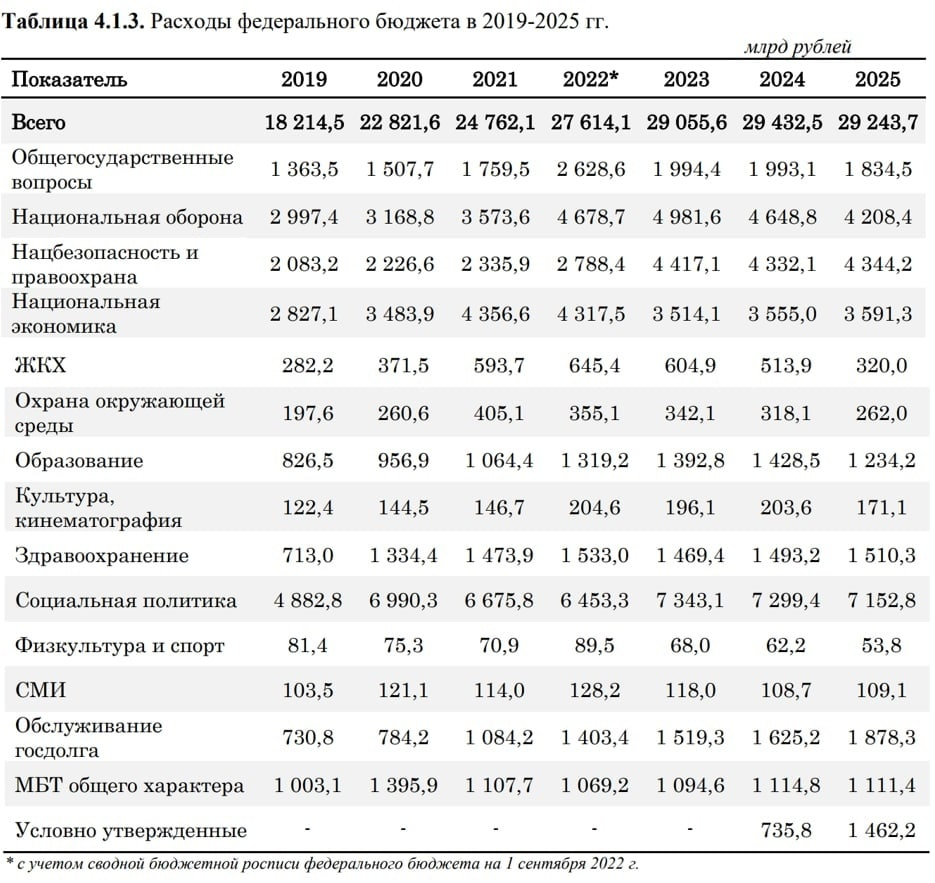 Таблица 4.1.3. Расходы федерального бюджета в 2019-2025 гг.
млрд рублей
Показатель 2019 2020 2021 2022* 2023 2024 2025
Всего 18 214,5 22 821,6 24 762,1 27 614,1 29 055,6 29 432,5 29 243,7
Общегосударственные
вопросы 1 363,5 1 507,7 1 759,5 2 628,6 1 994,4 1 993,1 1 834,5
Национальная оборона 2 997,4 3 168,8 3 573,6 4 678,7 4 981,6 4 648,8 4 208,4
Нацбезопасность и
правоохрана 2 083,2 2 226,6 2 335,9 2 788,4 4 417,1 4 332,1 4 344,2
Национальная
экономика 2 827,1 3 483,9 4 356,6 4 317,5 3 514,1 3 555,0 3 591,3
ЖКХ 282,2 371,5 593,7 645,4 604,9 513,9 320,0
Охрана окружающей
среды 197,6 260,6 405,1 355,1 342,1 318,1 262,0
Образование 826,5 956,9 1 064,4 1 319,2 1 392,8 1 428,5 1 234,2
Культура,
кинематография 122,4 144,5 146,7 204,6 196,1 203,6 171,1
Здравоохранение 713,0 1 334,4 1 473,9 1 533,0 1 469,4 1 493,2 1 510,3
Социальная политика 4 882,8 6 990,3 6 675,8 6 453,3 7 343,1 7 299,4 7 152,8
Физкультура и спорт 81,4 75,3 70,9 89,5 68,0 62,2 53,8
СМИ 103,5 121,1 114,0 128,2 118,0 108,7 109,1
Обслуживание
госдолга 730,8 784,2 1 084,2 1 403,4 1 519,3 1 625,2 1 878,3
МБТ общего характера 1 003,1 1 395,9 1 107,7 1 069,2 1 094,6 1 114,8 1 111,4
Условно утвержденные - - - - - 735,8 1 462,2
* с учетом сводной бюджетной росписи федерального бюджета на 1 сентября 2022 г.